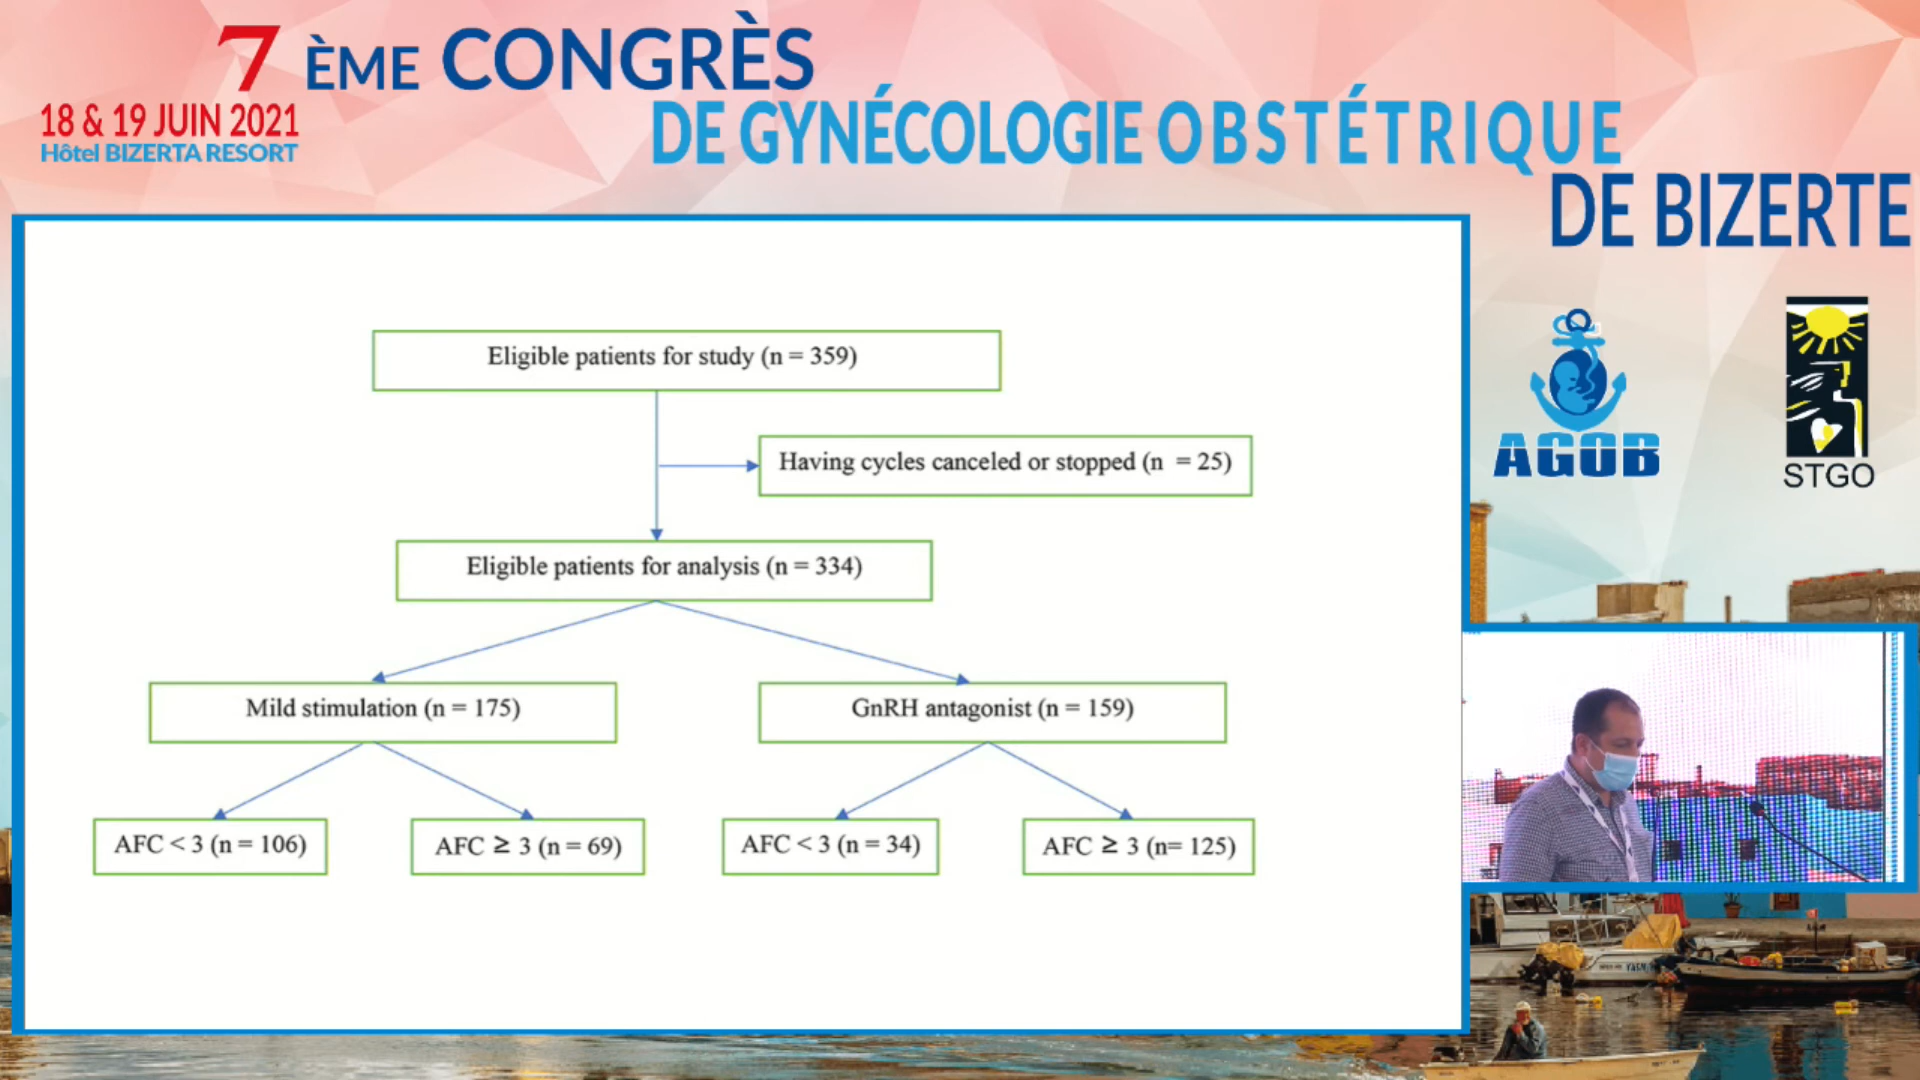 7 ÈME CONGRÈS
18 & 19 JUIN 2021
Hôtel BIZERTA RESORT
DE GYNÉCOLOGIE OBSTÉTRIQUE
DE BIZERTE
Eligible patients for study (n = 359)
Having cycles canceled or stopped (n = 25)
Eligible patients for analysis (n = 334)
Mild stimulation (n = 175)
GnRH antagonist (n = 159)
AFC < 3 (n = 106)
AFC ≥ 3 (n = 69)
AFC < 3 (n = 34)
AFC ≥ 3 (n= 125)
AGOB
STGO